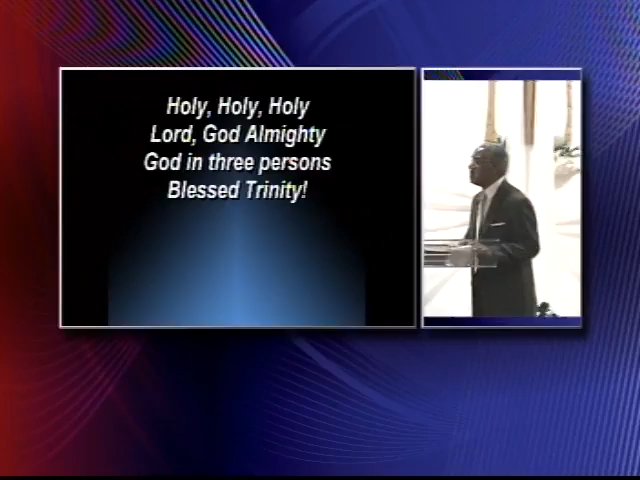 Holy, Holy, Holy
Lord, God Almighty
God in three persons
Blessed Trinity!